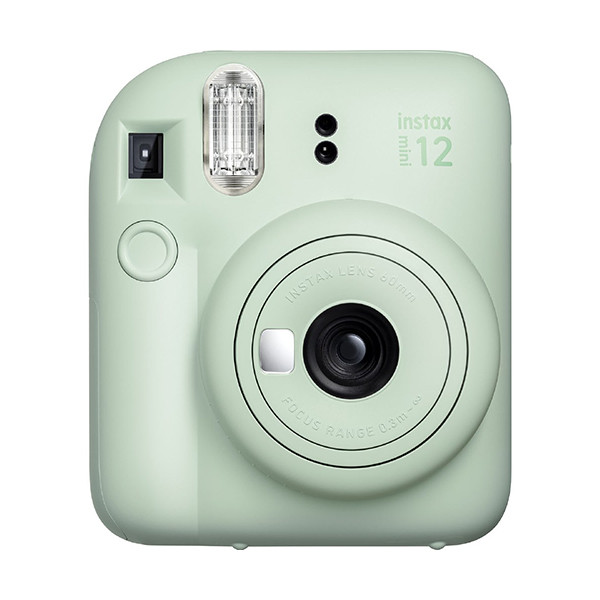 instax
mini 12
INSTAX LENS 60mm
FOCUS RANGE 0.3m - ∞